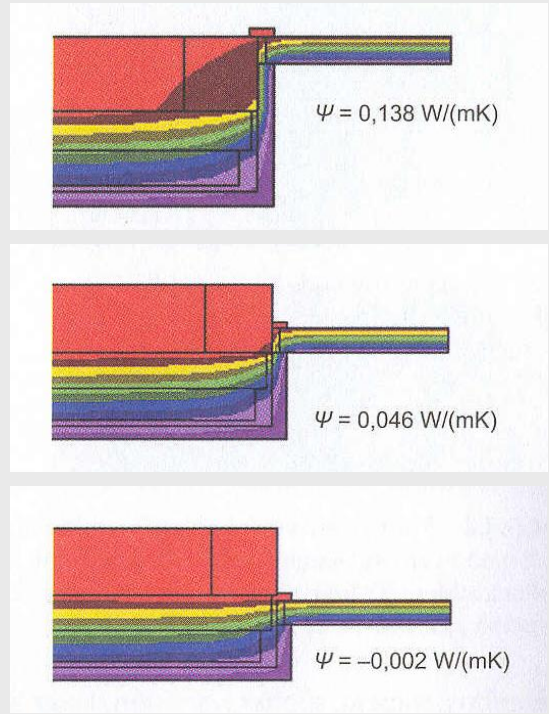 Ψ = 0,138 W/(mK)
Ψ = 0,046 W/(mK)
Ψ = –0,002 W/(mK)